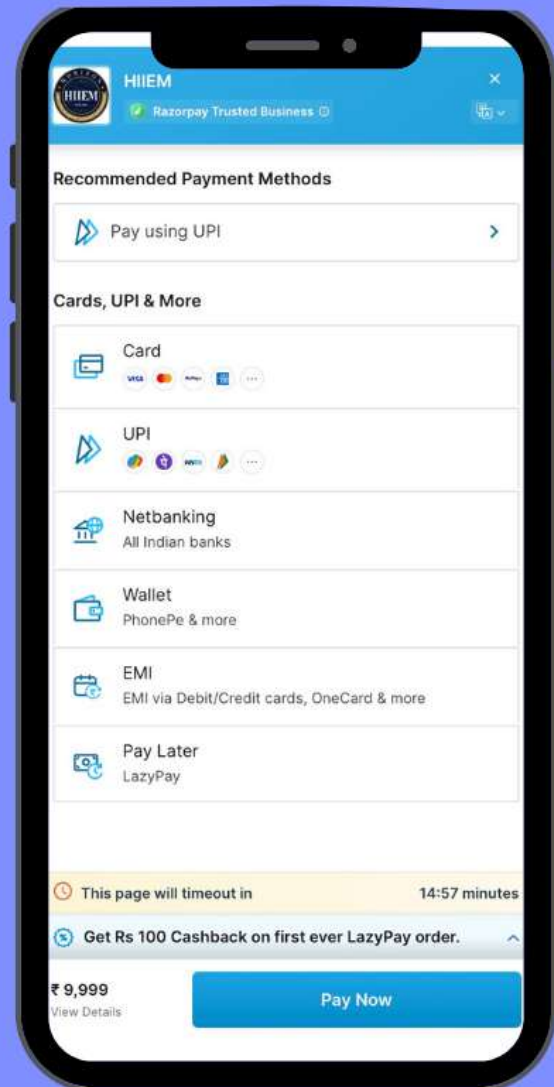 HIIEM
HIIEM
Razorpay Trusted Business
Recommended Payment Methods
Pay using UPI
Cards, UPI & More
Card
VISA
UPI
Netbanking
All Indian banks
Wallet
PhonePe & more
EMI
EMI via Debit/Credit cards, OneCard & more
Pay Later
LazyPay
This page will timeout in 14:57 minutes
Get Rs 100 Cashback on first ever LazyPay order.
₹ 9,999
View Details
Pay Now